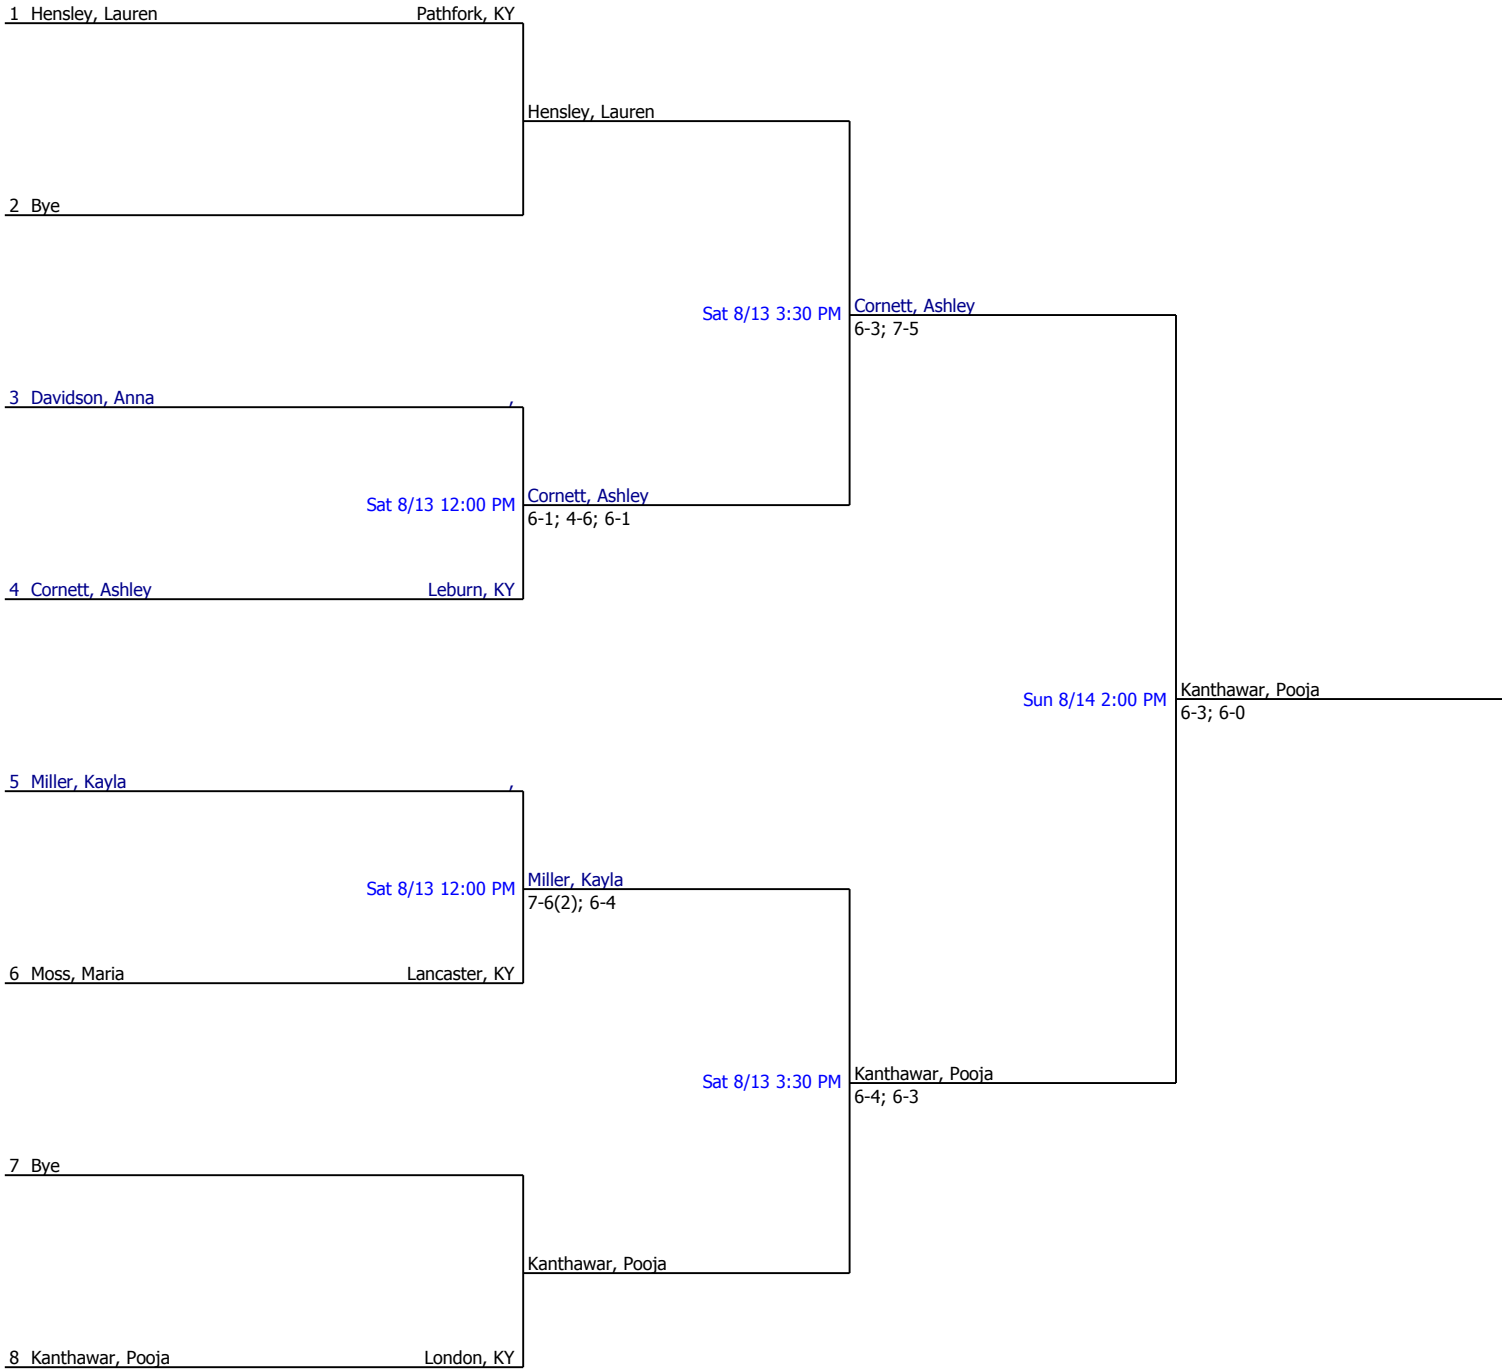 1 Hensley, Lauren Pathfork, KY
Hensley, Lauren
2 Bye
Sat 8/13 3:30 PM
Cornett, Ashley
6-3; 7-5
3 Davidson, Anna ,
Sat 8/13 12:00 PM
Cornett, Ashley
6-1; 4-6; 6-1
4 Cornett, Ashley Leburn, KY
Sun 8/14 2:00 PM
Kanthawar, Pooja
6-3; 6-0
5 Miller, Kayla ,
Sat 8/13 12:00 PM
Miller, Kayla
7-6(2); 6-4
6 Moss, Maria Lancaster, KY
Sat 8/13 3:30 PM
Kanthawar, Pooja
6-4; 6-3
7 Bye
Kanthawar, Pooja
8 Kanthawar, Pooja London, KY